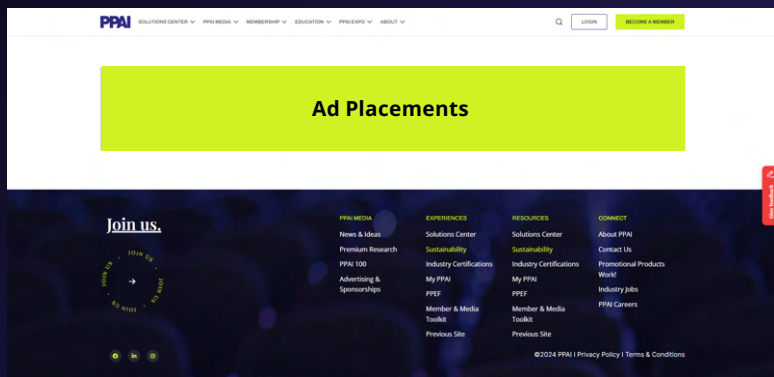 PPAI SOLUTIONS CENTER PPAI MEDIA MEMBERSHIP EDUCATION PPAI EXPO ABOUT LOGIN BECOME A MEMBER
Ad Placements
Give feedback
Join us.
JOIN US · JOIN US · JOIN US · JOIN US ·
PPAI MEDIA
News & Ideas
Premium Research
PPAI 100
Advertising &
Sponsorships
EXPERIENCES
Solutions Center
Sustainability
Industry Certifications
My PPAI
PPEF
Member & Media
Toolkit
Previous Site
RESOURCES
Solutions Center
Sustainability
Industry Certifications
My PPAI
PPEF
Member & Media
Toolkit
Previous Site
CONNECT
About PPAI
Contact Us
Promotional Products
Work!
Industry Jobs
PPAI Careers
©2024 PPAI I Privacy Policy I Terms & Conditions